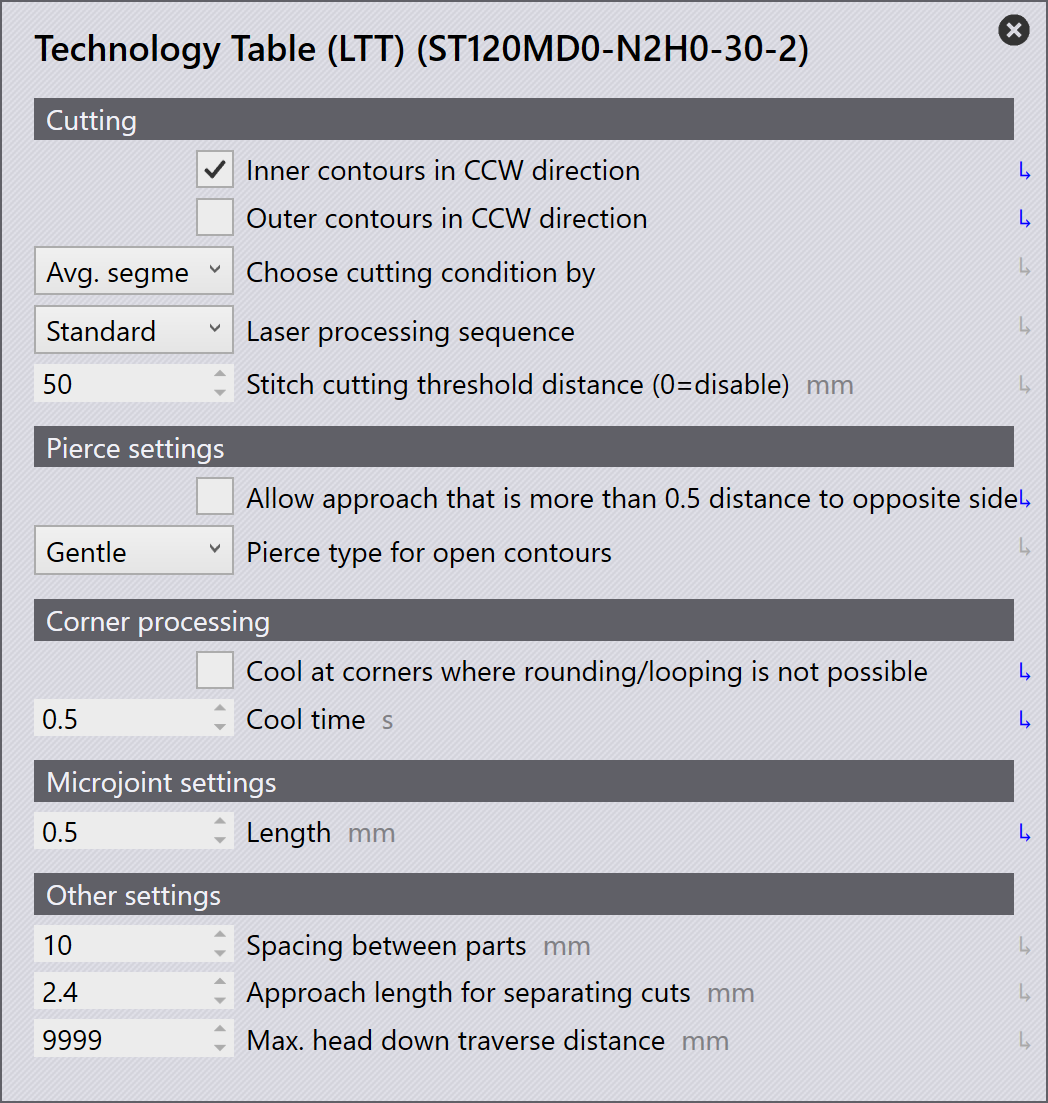 Technology Table (LTT) (ST120MD0-N2H0-30-2)
Cutting
Inner contours in CCW direction
Outer contours in CCW direction
Avg. segme Choose cutting condition by
Standard Laser processing sequence
50 Stitch cutting threshold distance (0=disable) mm
Pierce settings
Allow approach that is more than 0.5 distance to opposite side
Gentle Pierce type for open contours
Corner processing
Cool at corners where rounding/looping is not possible
0.5 Cool time s
Microjoint settings
0.5 Length mm
Other settings
10 Spacing between parts mm
2.4 Approach length for separating cuts mm
9999 Max. head down traverse distance mm